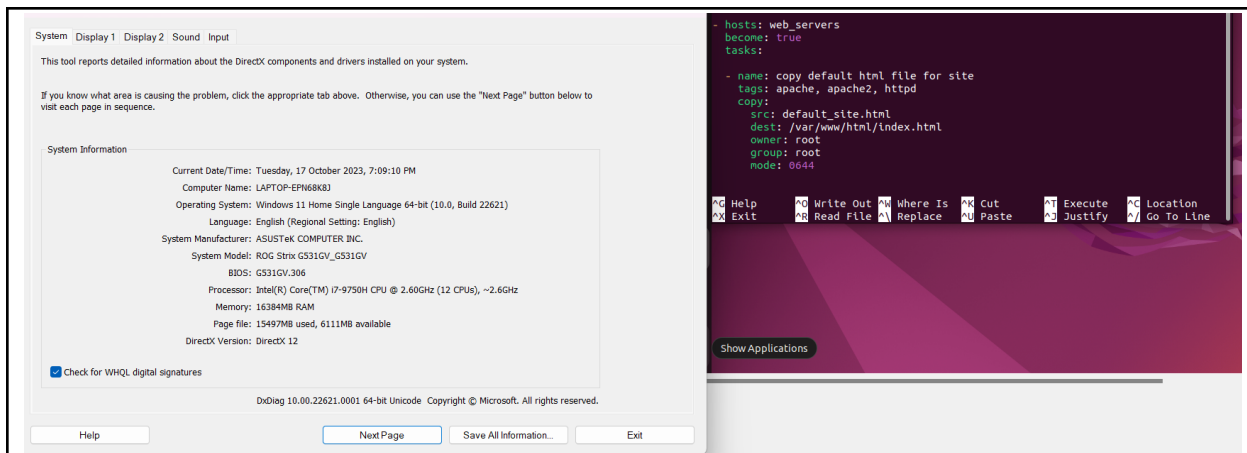 System Display 1 Display 2 Sound Input
This tool reports detailed information about the DirectX components and drivers installed on your system.
If you know what area is causing the problem, click the appropriate tab above. Otherwise, you can use the "Next Page" button below to
visit each page in sequence.
System Information
Current Date/Time: Tuesday, 17 October 2023, 7:09:10 PM
Computer Name: LAPTOP-EPN68K8J
Operating System: Windows 11 Home Single Language 64-bit (10.0, Build 22621)
Language: English (Regional Setting: English)
System Manufacturer: ASUSTeK COMPUTER INC.
System Model: ROG Strix G531GV_G531GV
BIOS: G531GV.306
Processor: Intel(R) Core(TM) i7-9750H CPU @ 2.60GHz (12 CPUs), ~2.6GHz
Memory: 16384MB RAM
Page file: 15497MB used, 6111MB available
DirectX Version: DirectX 12
Check for WHQL digital signatures
DxDiag 10.00.22621.0001 64-bit Unicode Copyright © Microsoft. All rights reserved.
Help Next Page Save All Information... Exit
- hosts: web_servers
become: true
tasks:
- name: copy default html file for site
tags: apache, apache2, httpd
copy:
src: default_site.html
dest: /var/www/html/index.html
owner: root
group: root
mode: 0644
^G Help ^O Write Out ^W Where Is ^K Cut ^T Execute ^C Location
^X Exit ^R Read File ^\ Replace ^U Paste ^J Justify ^/ Go To Line
Show Applications